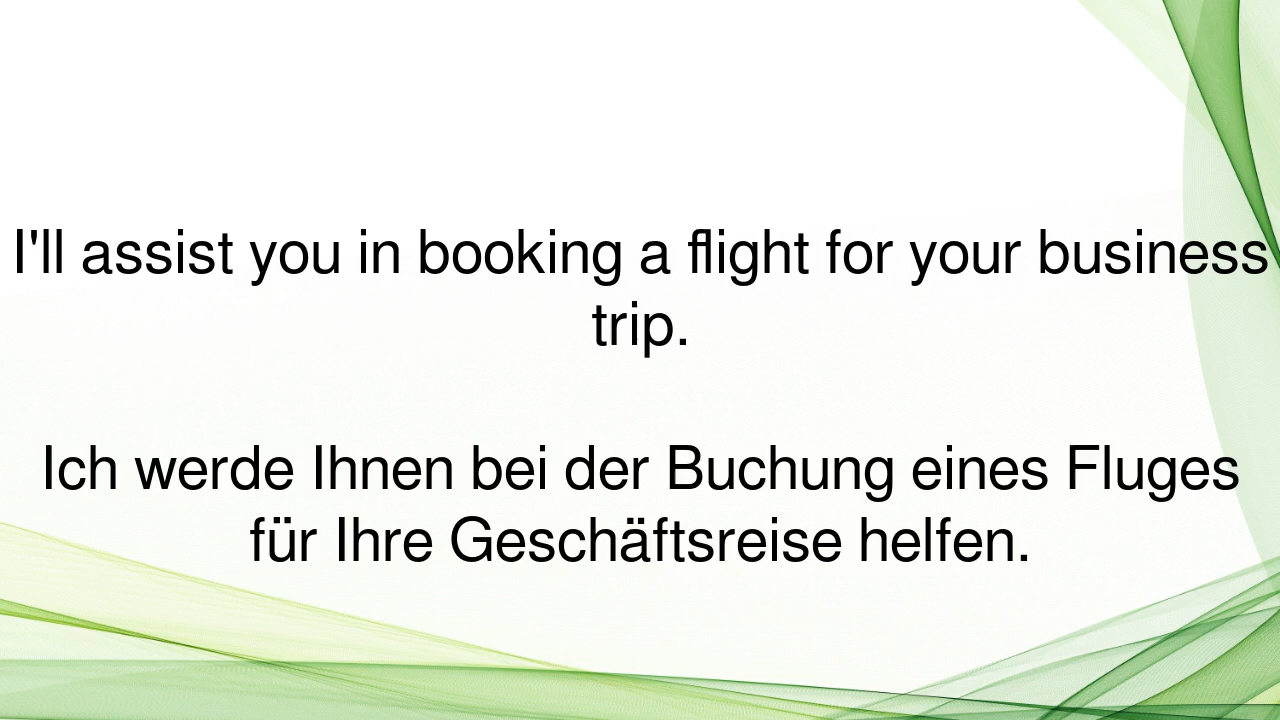 I'll assist you in booking a flight for your business
trip.
Ich werde Ihnen bei der Buchung eines Fluges
für Ihre Geschäftsreise helfen.